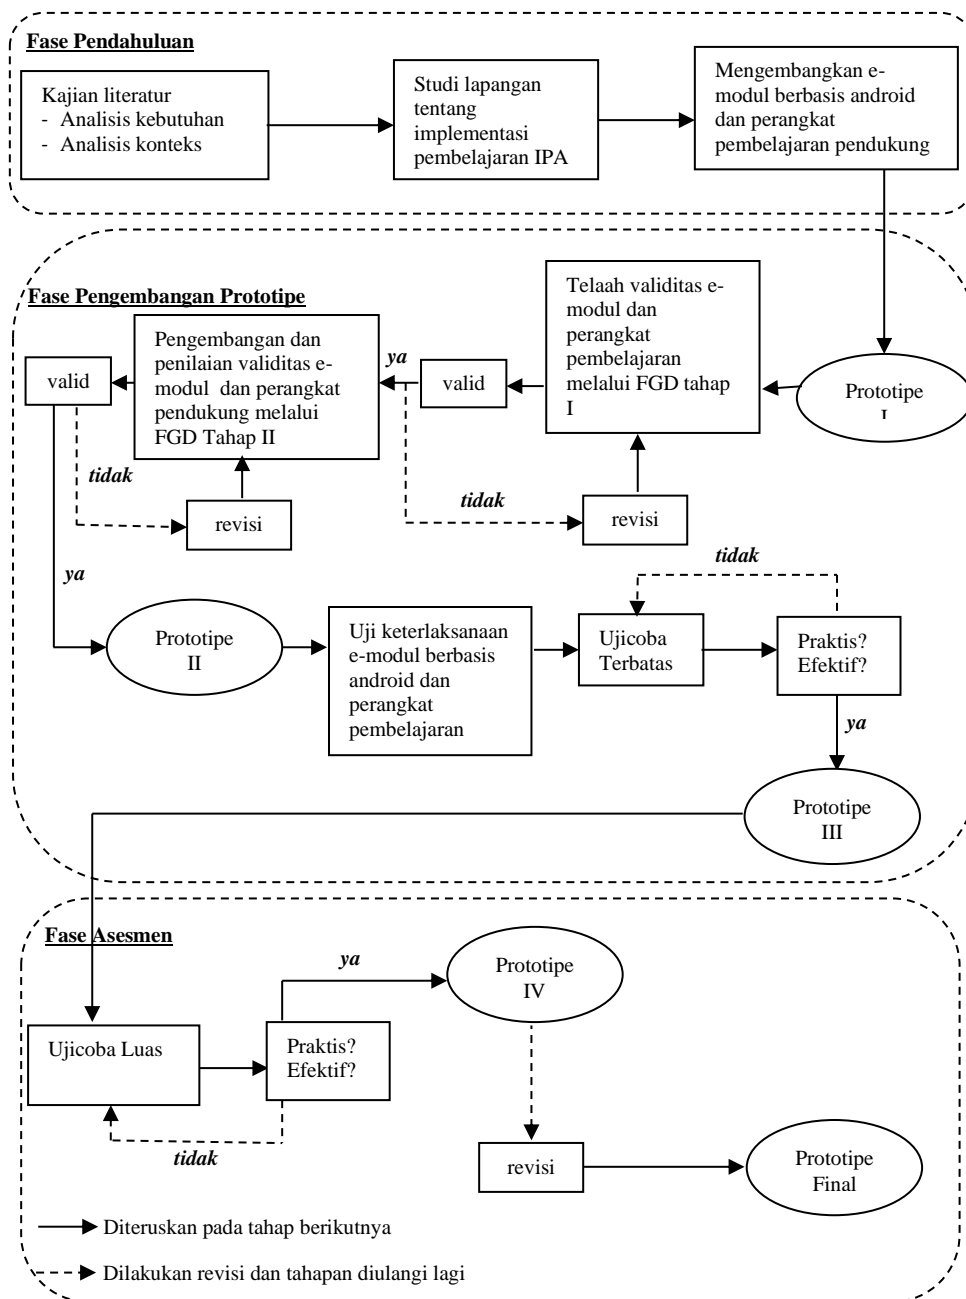 Fase Pendahuluan
Kajian literatur
- Analisis kebutuhan
- Analisis konteks
Studi lapangan
tentang
implementasi
pembelajaran IPA
Mengembangkan e-
modul berbasis android
dan perangkat
pembelajaran pendukung
Fase Pengembangan Prototipe
Prototipe
I
Telaah validitas e-
modul dan
perangkat
pembelajaran
melalui FGD tahap
I
valid
ya
tidak
revisi
Pengembangan dan
penilaian validitas e-
modul dan perangkat
pendukung melalui
FGD Tahap II
valid
tidak
revisi
ya
Prototipe
II
Uji keterlaksanaan
e-modul berbasis
android dan
perangkat
pembelajaran
Ujicoba
Terbatas
tidak
Praktis?
Efektif?
ya
Prototipe
III
Fase Asesmen
Ujicoba Luas
Praktis?
Efektif?
tidak
ya
Prototipe
IV
revisi
Prototipe
Final
Diteruskan pada tahap berikutnya
Dilakukan revisi dan tahapan diulangi lagi